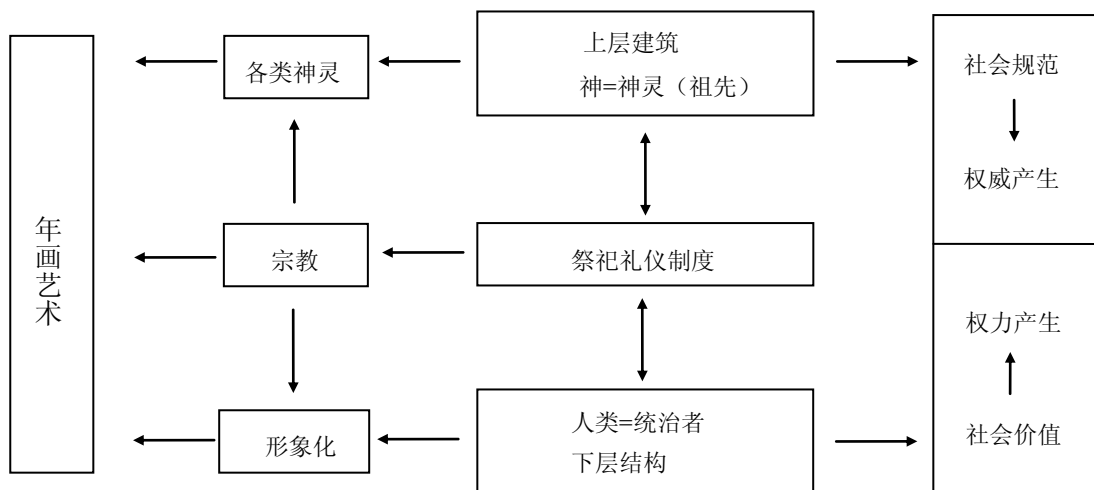 上层建筑
神=神灵（祖先）
各类神灵
社会规范
权威产生
年画艺术
宗教
祭祀礼仪制度
权力产生
形象化
人类=统治者
下层结构
社会价值